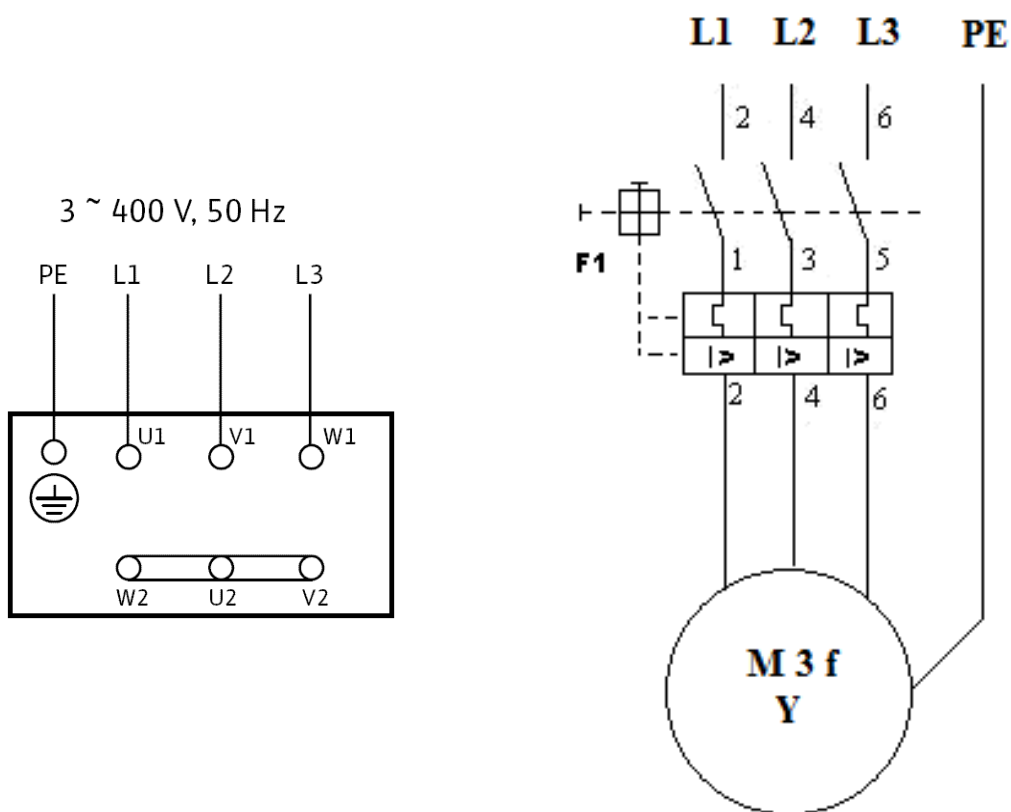 3 ~ 400 V, 50 Hz
PE L1 L2 L3
U1 V1 W1
W2 U2 V2
L1 L2 L3 PE
2 4 6
F1
1 3 5
I> I> I>
2 4 6
M 3 f
Y